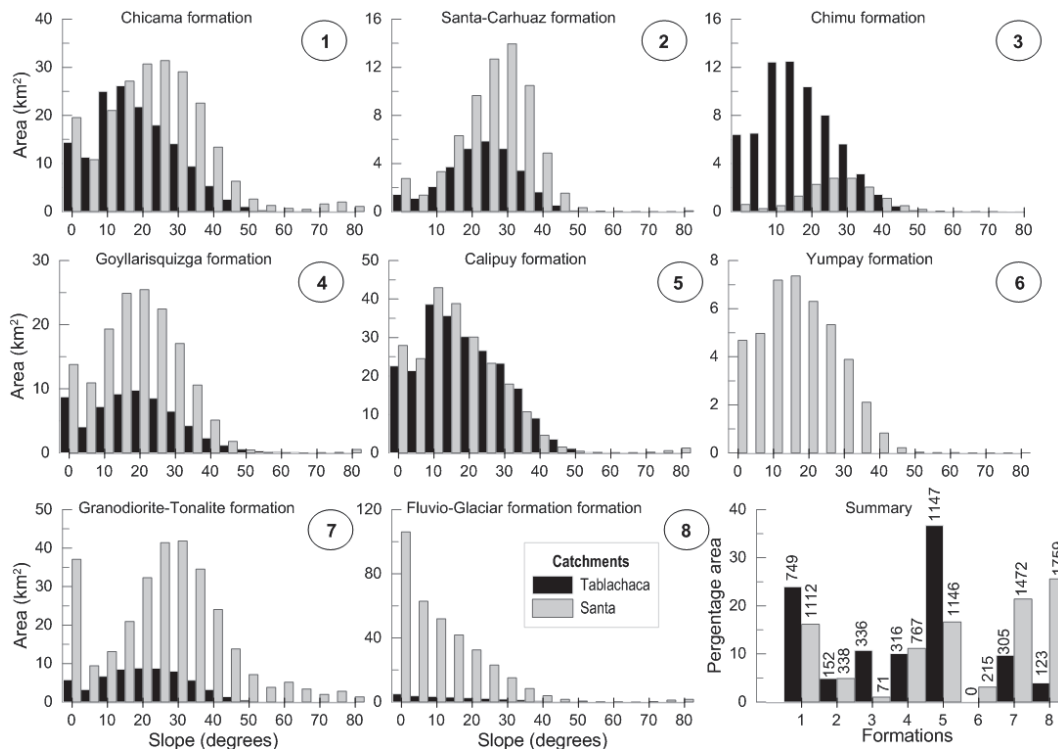 Chicama formation
1
Area (km²)
40
30
20
10
0
0 10 20 30 40 50 60 70 80
Santa-Carhuaz formation
2
16
12
8
4
0
0 10 20 30 40 50 60 70 80
Chimu formation
3
16
12
8
4
0
0 10 20 30 40 50 60 70 80
Goyllarisquizga formation
4
Area (km²)
30
20
10
0
0 10 20 30 40 50 60 70 80
Calipuy formation
5
50
40
30
20
10
0
0 10 20 30 40 50 60 70 80
Yumpay formation
6
8
6
4
2
0
0 10 20 30 40 50 60 70 80
Granodiorite-Tonalite formation
7
Area (km²)
50
40
30
20
10
0
0 10 20 30 40 50 60 70 80
Slope (degrees)
Fluvio-Glaciar formation formation
8
120
80
40
0
0 10 20 30 40 50 60 70 80
Slope (degrees)
Catchments
Tablachaca
Santa
Summary
Pergentage area
40
30
20
10
0
749 1112 152 338 336 71 316 767 1147 1146 0 215 305 1472 123 1759
1 2 3 4 5 6 7 8
Formations